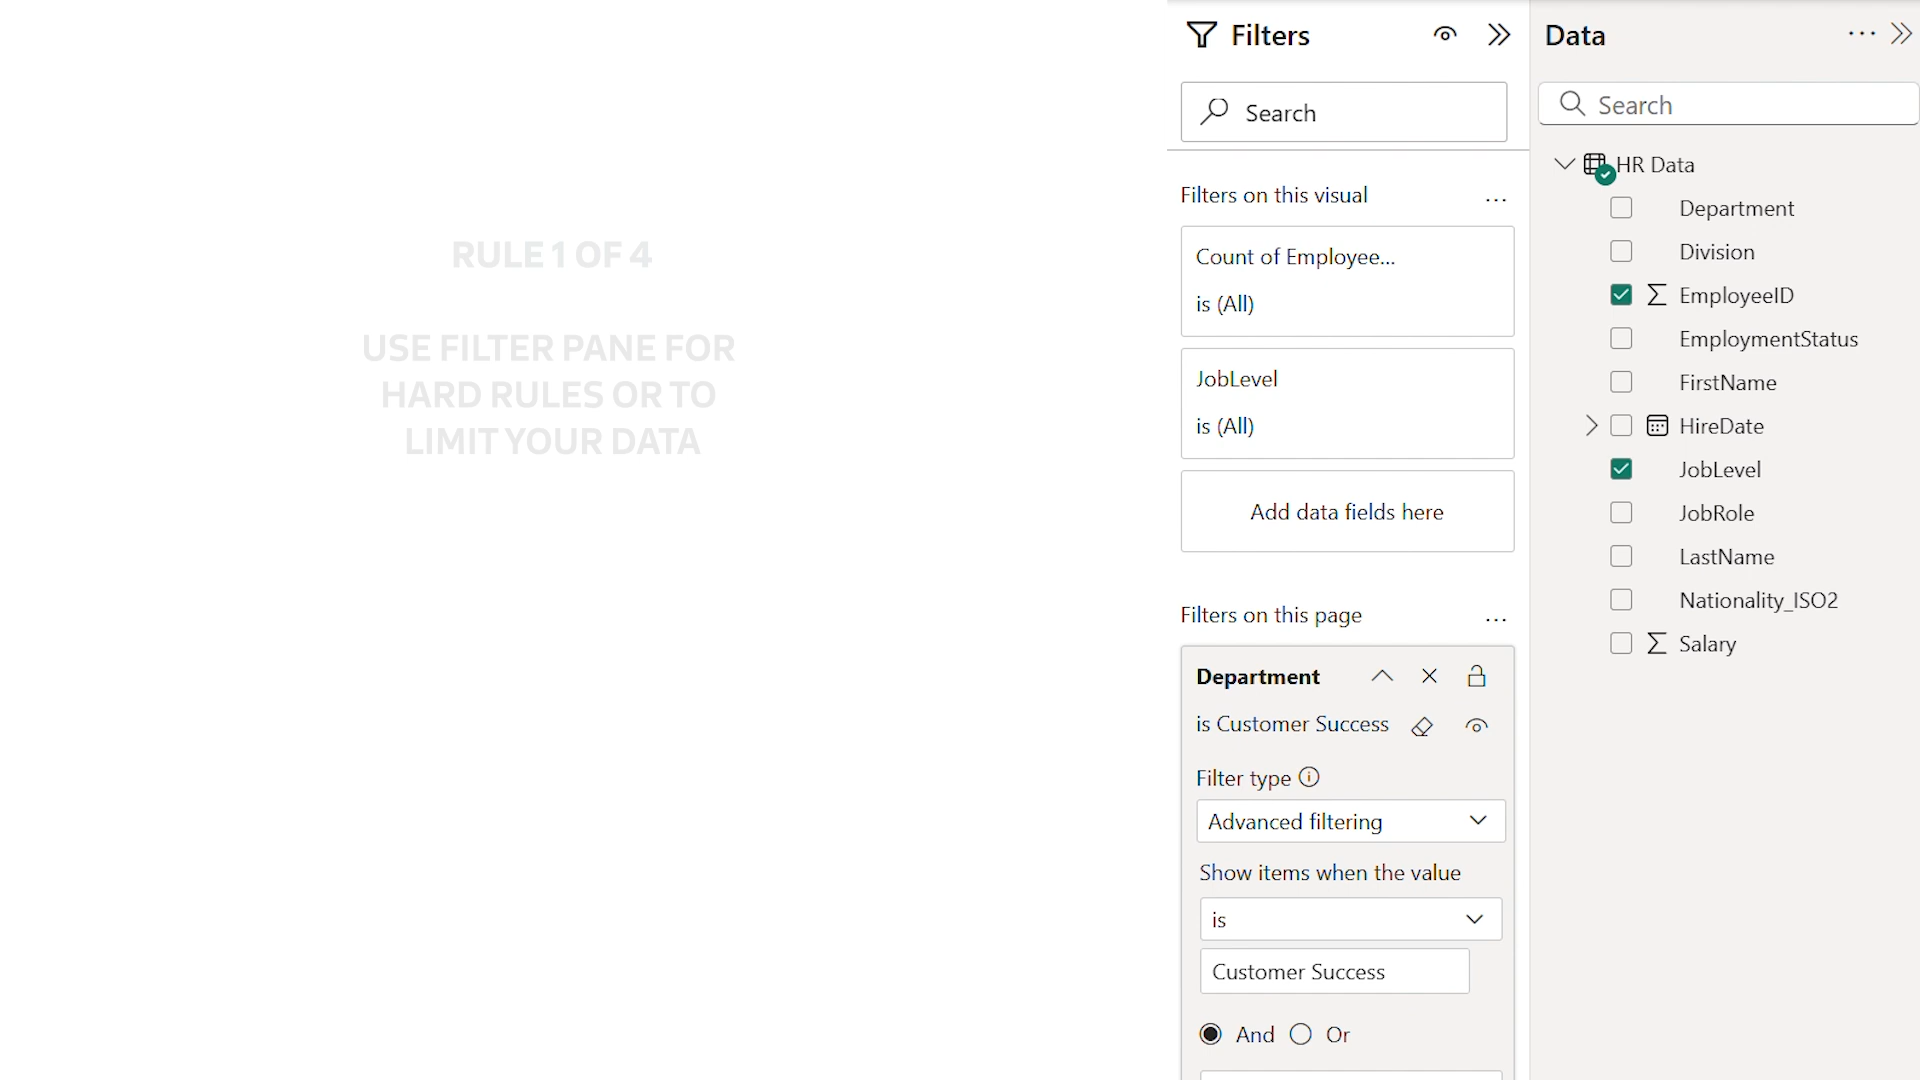 RULE 1 OF 4
USE FILTER PANE FOR
HARD RULES OR TO
LIMIT YOUR DATA
Filters
Search
Filters on this visual
Count of Employee...
is (All)
JobLevel
is (All)
Add data fields here
Filters on this page
Department
is Customer Success
Filter type
Advanced filtering
Show items when the value
is
Customer Success
And
Or
Data
Search
HR Data
Department
Division
EmployeeID
EmploymentStatus
FirstName
HireDate
JobLevel
JobRole
LastName
Nationality_ISO2
Salary